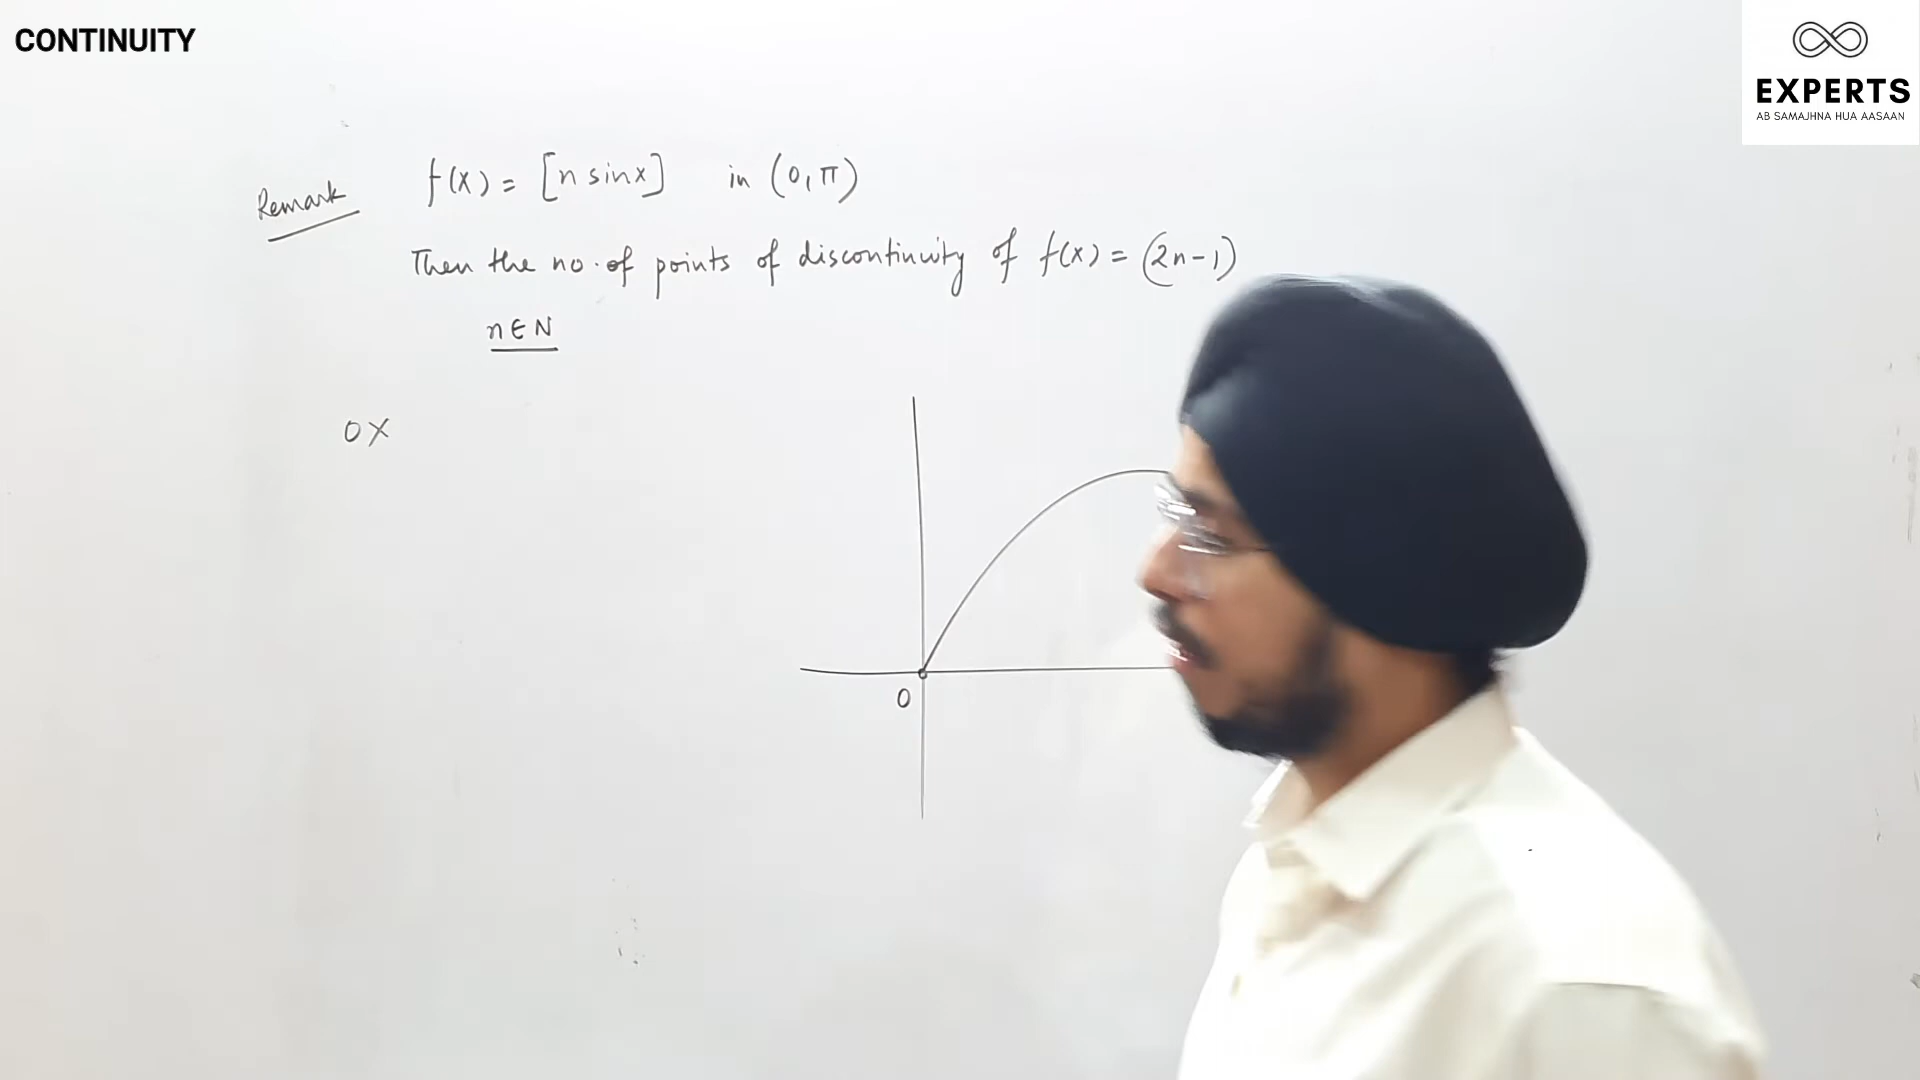 CONTINUITY
EXPERTS
AB SAMAJHNA HUA AASAAN
Remark f(x) = [n sinx] in (0,π)
Then the no. of points of discontinuity of f(x) = (2n-1)
n∈N
0 X
0